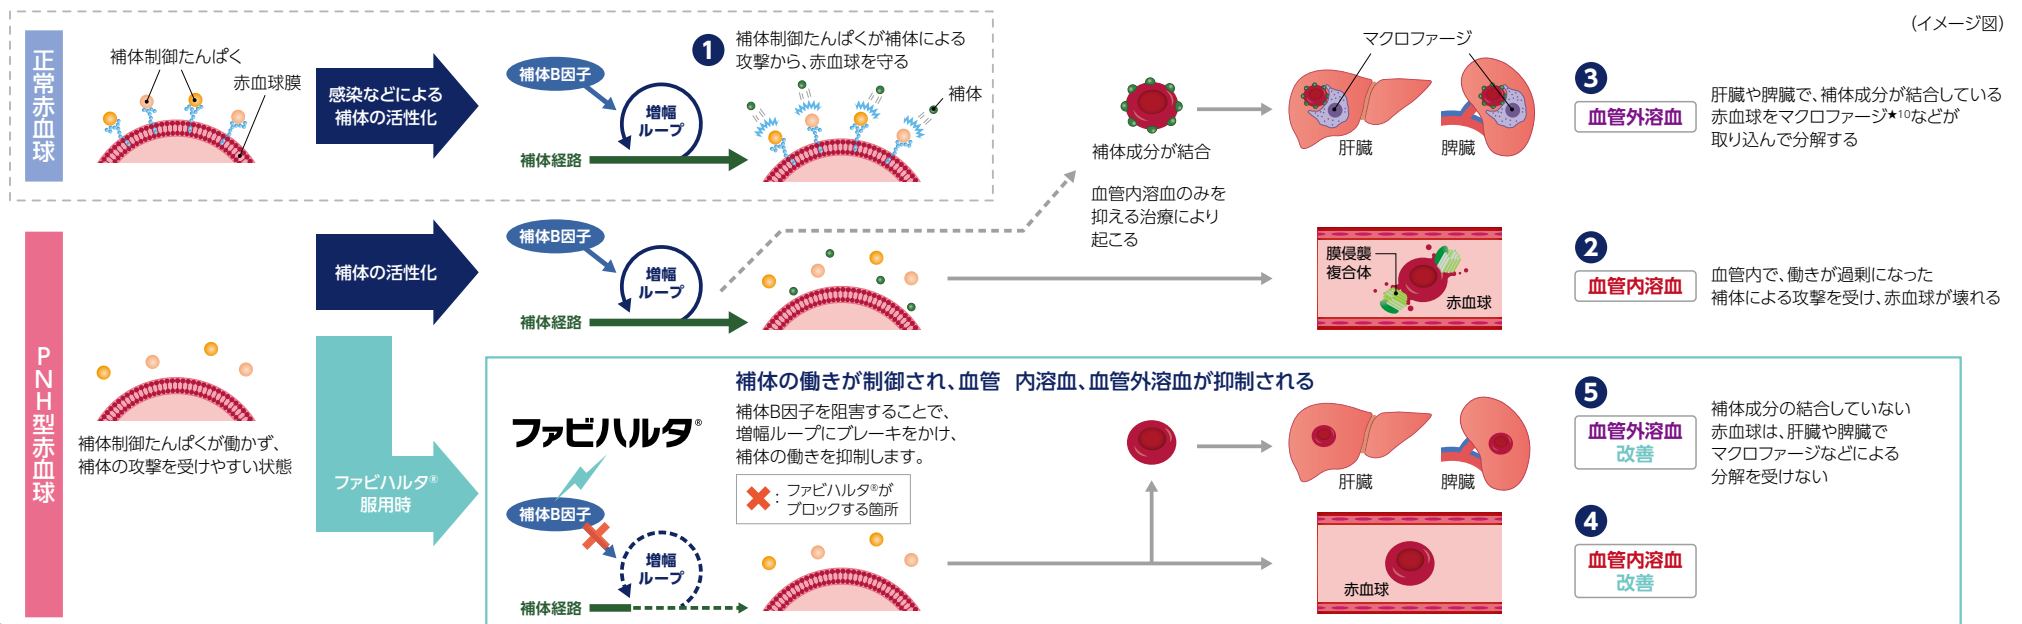 (イメージ図)
正常赤血球
補体制御たんぱく
赤血球膜
感染などによる
補体の活性化
補体B因子
増幅
ループ
補体経路
1
補体制御たんぱくが補体による
攻撃から、赤血球を守る
補体
補体成分が結合
血管内溶血のみを
抑える治療により
起こる
マクロファージ
肝臓
脾臓
3
血管外溶血
肝臓や脾臓で、補体成分が結合している
赤血球をマクロファージ★10などが
取り込んで分解する
PNH型赤血球
補体制御たんぱくが働かず、
補体の攻撃を受けやすい状態
補体の活性化
補体B因子
増幅
ループ
補体経路
膜侵襲
複合体
赤血球
2
血管内溶血
血管内で、働きが過剰になった
補体による攻撃を受け、赤血球が壊れる
ファビハルタ®
服用時
補体の働きが制御され、血管 内溶血、血管外溶血が抑制される
ファビハルタ®
補体B因子を阻害することで、
増幅ループにブレーキをかけ、
補体の働きを抑制します。
: ファビハルタ®が
ブロックする箇所
補体B因子
増幅
ループ
補体経路
肝臓
脾臓
5
血管外溶血
改善
補体成分の結合していない
赤血球は、肝臓や脾臓で
マクロファージなどによる
分解を受けない
赤血球
4
血管内溶血
改善